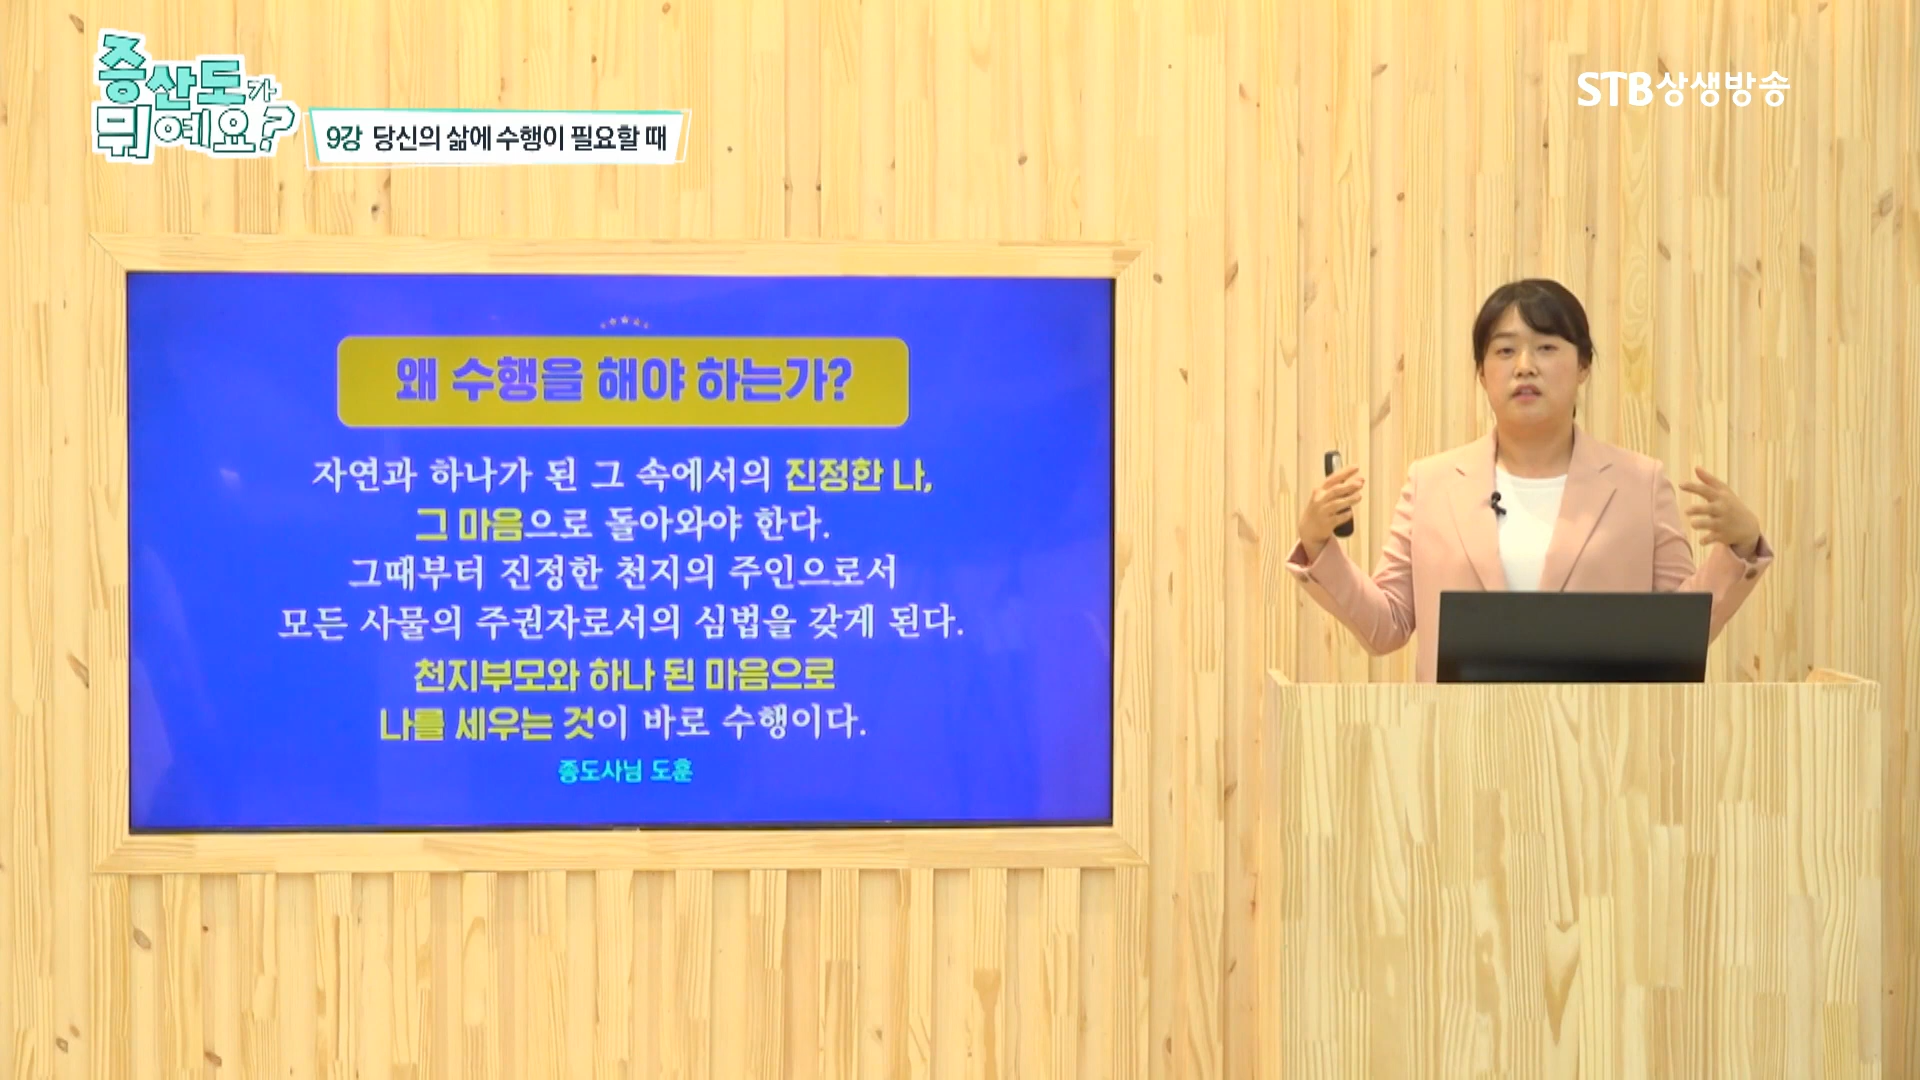 증산도가
뭐예요?
9강 당신의 삶에 수행이 필요할 때
STB상생방송
왜 수행을 해야 하는가?
자연과 하나가 된 그 속에서의 진정한 나,
그 마음으로 돌아와야 한다.
그때부터 진정한 천지의 주인으로서
모든 사물의 주권자로서의 심법을 갖게 된다.
천지부모와 하나 된 마음으로
나를 세우는 것이 바로 수행이다.
종도사님 도훈